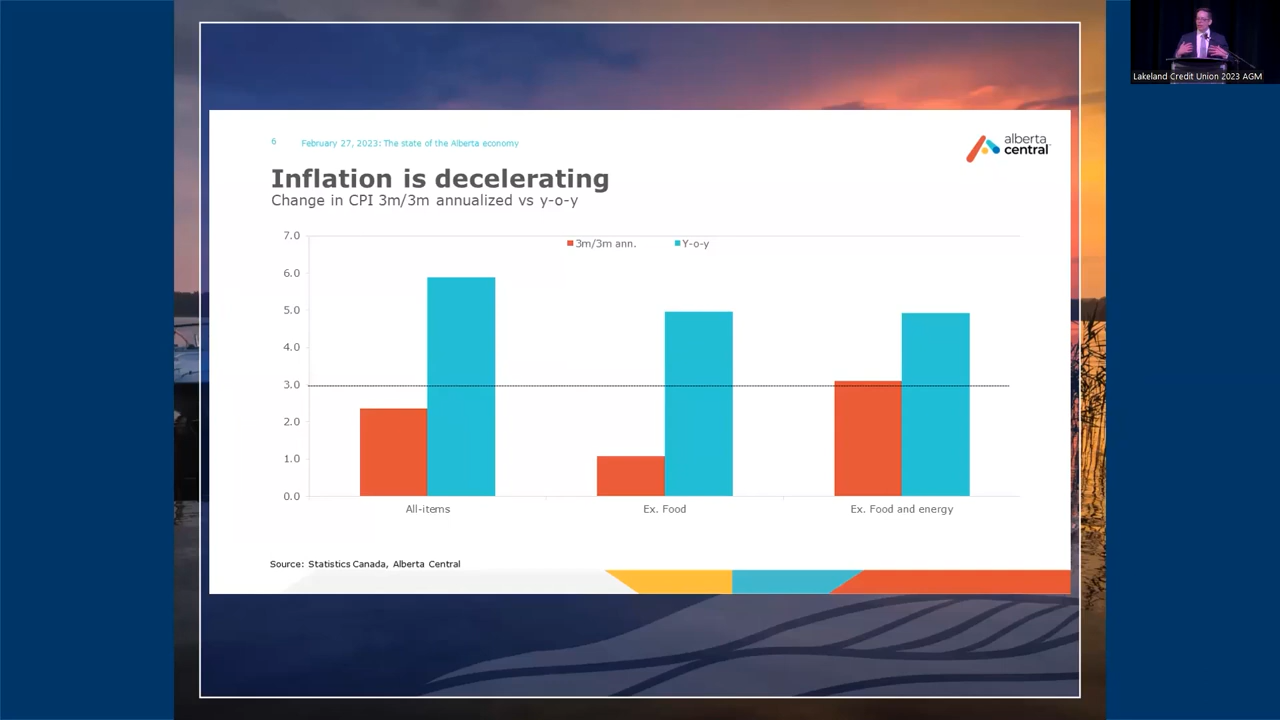 Lakeland Credit Union 2023 AGM
6 February 27, 2023: The state of the Alberta economy
alberta
central
Inflation is decelerating
Change in CPI 3m/3m annualized vs y-o-y
3m/3m ann. Y-o-y
7.0
6.0
5.0
4.0
3.0
2.0
1.0
0.0
All-items Ex. Food Ex. Food and energy
Source: Statistics Canada, Alberta Central